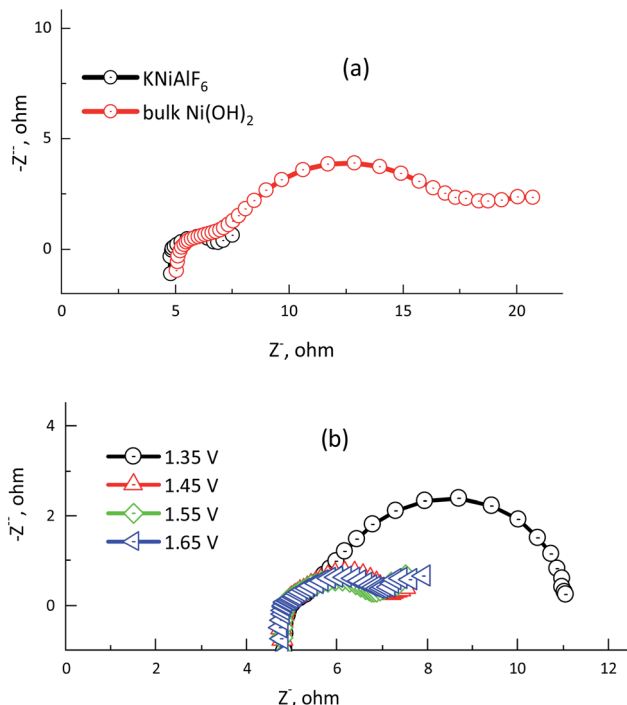 10
(a)
KNiAlF₆
bulk Ni(OH)₂
-Z¯¯, ohm
5
0
0 5 10 15 20
Z¯, ohm
4
(b)
1.35 V
1.45 V
1.55 V
1.65 V
-Z¯¯, ohm
2
0
0 2 4 6 8 10 12
Z¯, ohm